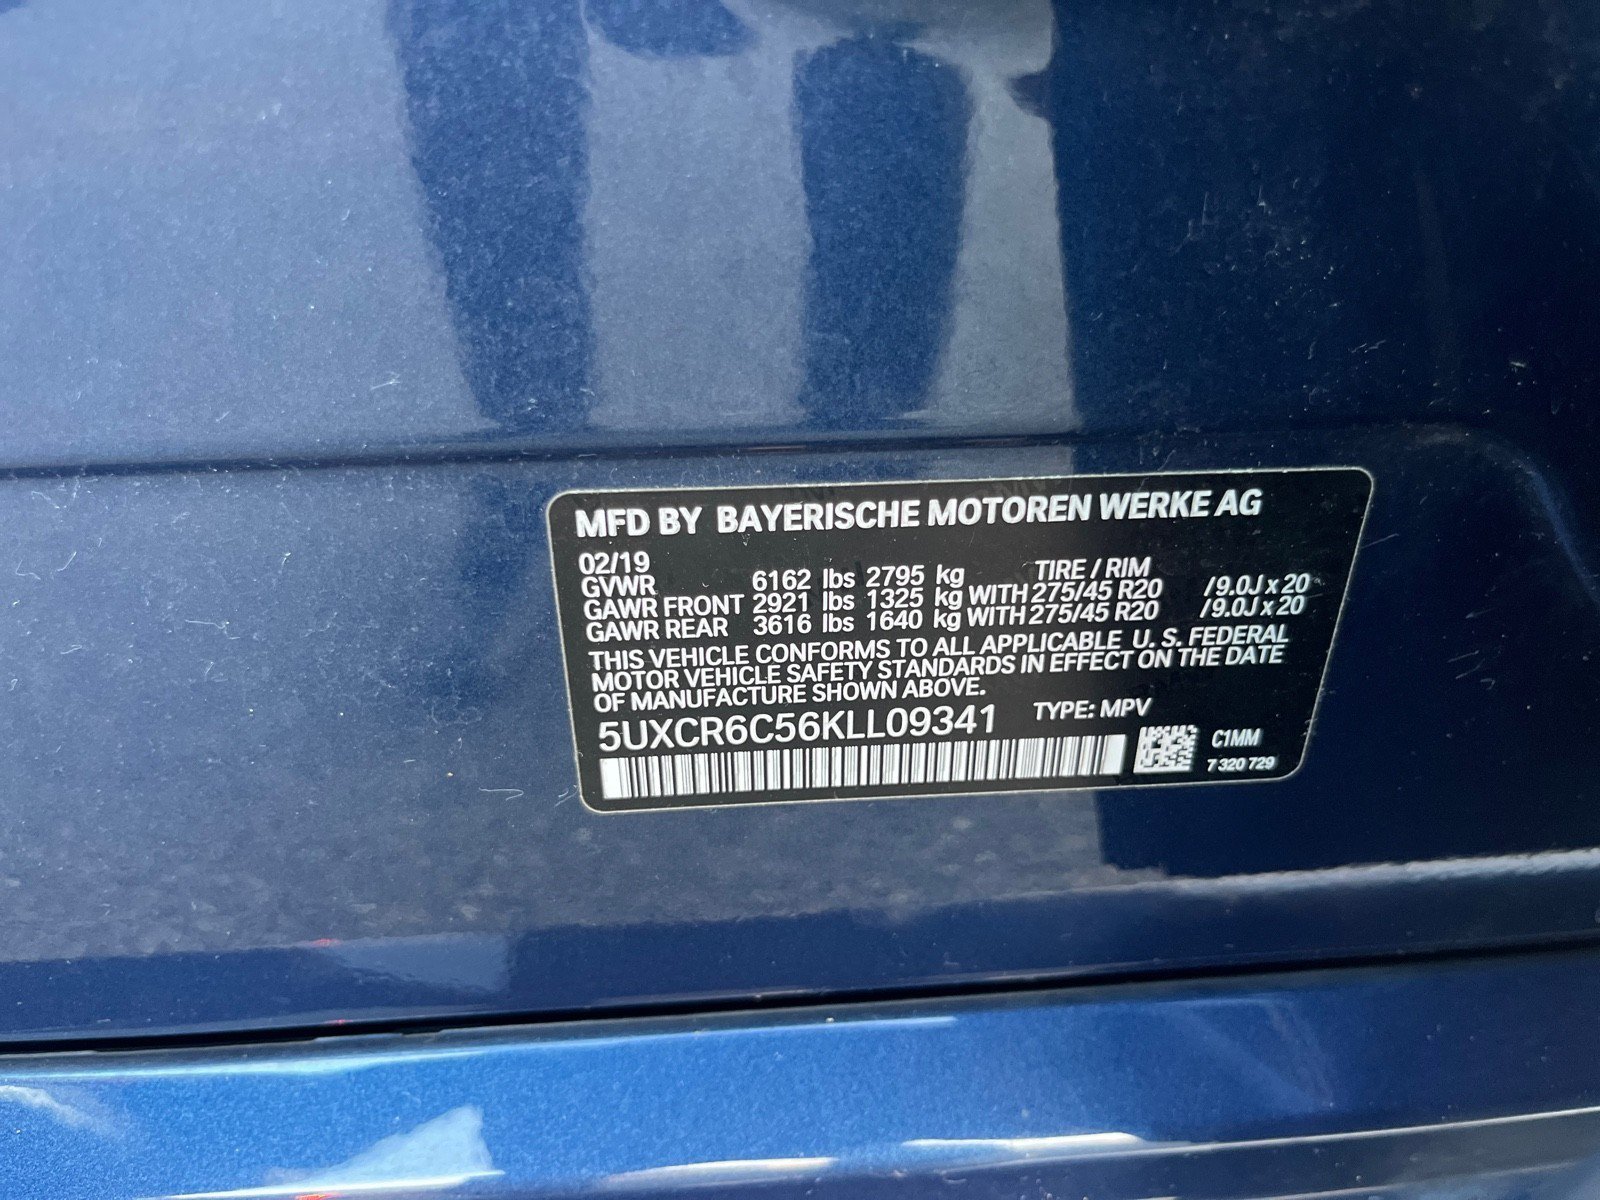 MFD BY BAYERISCHE MOTOREN WERKE AG
02/19 TIRE / RIM
GVWR 6162 lbs 2795 kg
GAWR FRONT 2921 lbs 1325 kg WITH 275/45 R20 /9.0J x 20
GAWR REAR 3616 lbs 1640 kg WITH 275/45 R20 /9.0J x 20
THIS VEHICLE CONFORMS TO ALL APPLICABLE U. S. FEDERAL
MOTOR VEHICLE SAFETY STANDARDS IN EFFECT ON THE DATE
OF MANUFACTURE SHOWN ABOVE.
5UXCR6C56KLL09341 TYPE: MPV
C1MM
7 320 729